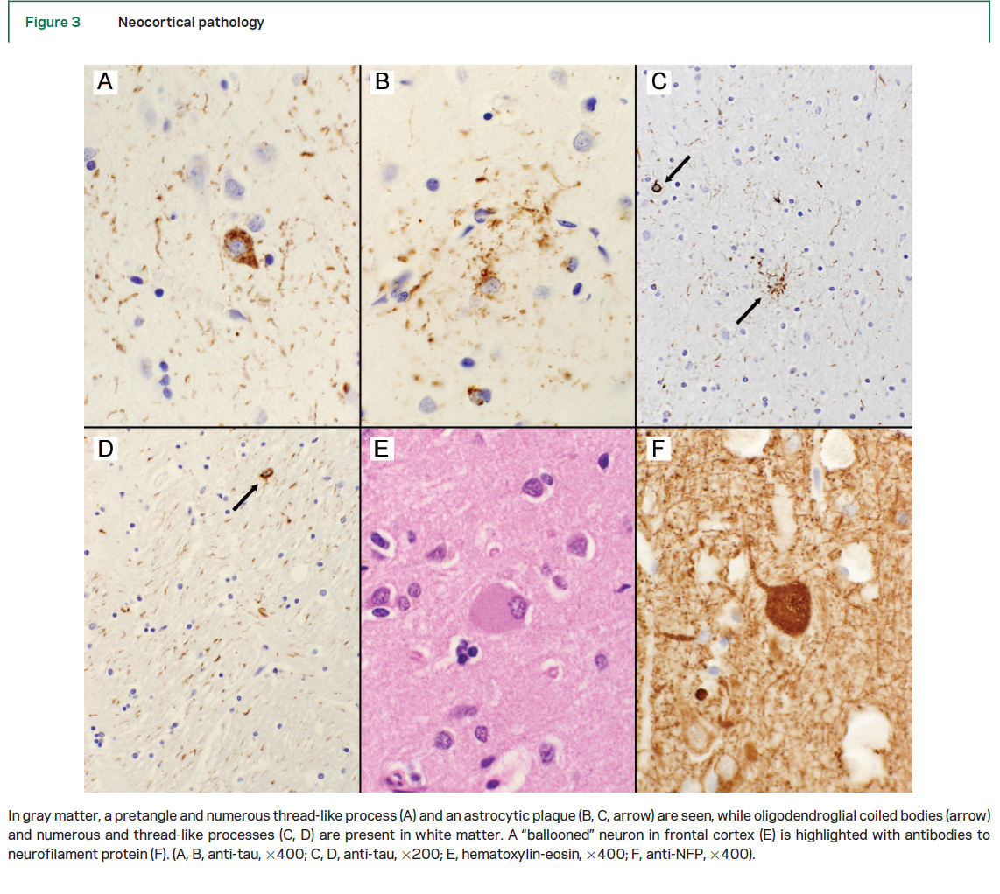 Figure 3 Neocortical pathology
A B C
D E F
In gray matter, a pretangle and numerous thread-like process (A) and an astrocytic plaque (B, C, arrow) are seen, while oligodendroglial coiled bodies (arrow)
and numerous and thread-like processes (C, D) are present in white matter. A “ballooned” neuron in frontal cortex (E) is highlighted with antibodies to
neurofilament protein (F). (A, B, anti-tau, ×400; C, D, anti-tau, ×200; E, hematoxylin-eosin, ×400; F, anti-NFP, ×400).